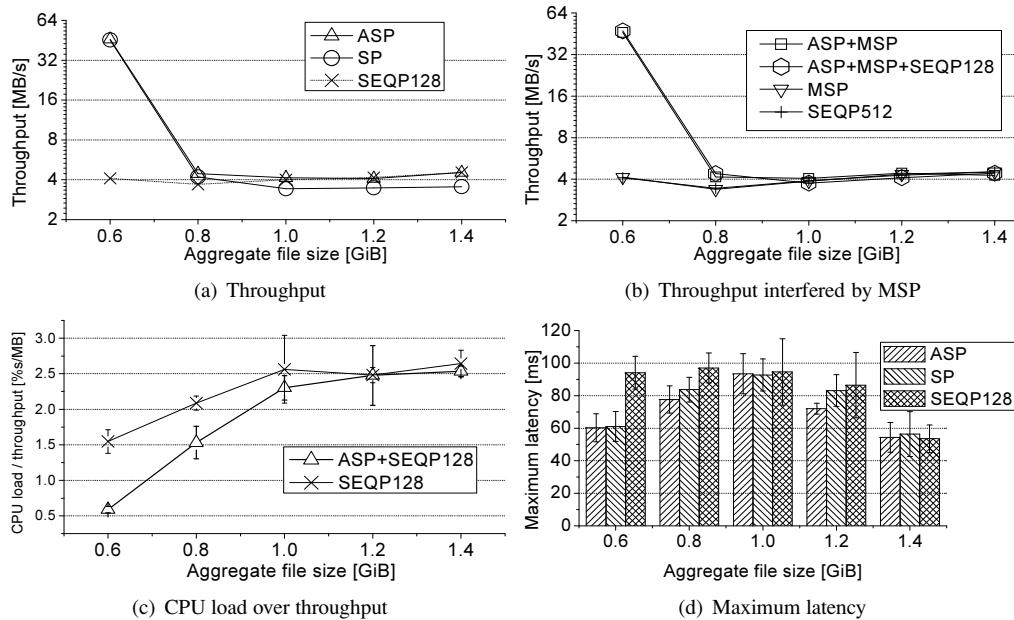 64
32
16
8
4
2
Throughput [MB/s]
ASP
SP
SEQP128
0.6 0.8 1.0 1.2 1.4
Aggregate file size [GiB]
(a) Throughput
64
32
16
8
4
2
Throughput [MB/s]
ASP+MSP
ASP+MSP+SEQP128
MSP
SEQP512
0.6 0.8 1.0 1.2 1.4
Aggregate file size [GiB]
(b) Throughput interfered by MSP
3.0
2.5
2.0
1.5
1.0
0.5
CPU load / throughput [%s/MB]
ASP+SEQP128
SEQP128
0.6 0.8 1.0 1.2 1.4
Aggregate file size [GiB]
(c) CPU load over throughput
120
100
80
60
40
20
0
Maximum latency [ms]
ASP
SP
SEQP128
0.6 0.8 1.0 1.2 1.4
Aggregate file size [GiB]
(d) Maximum latency